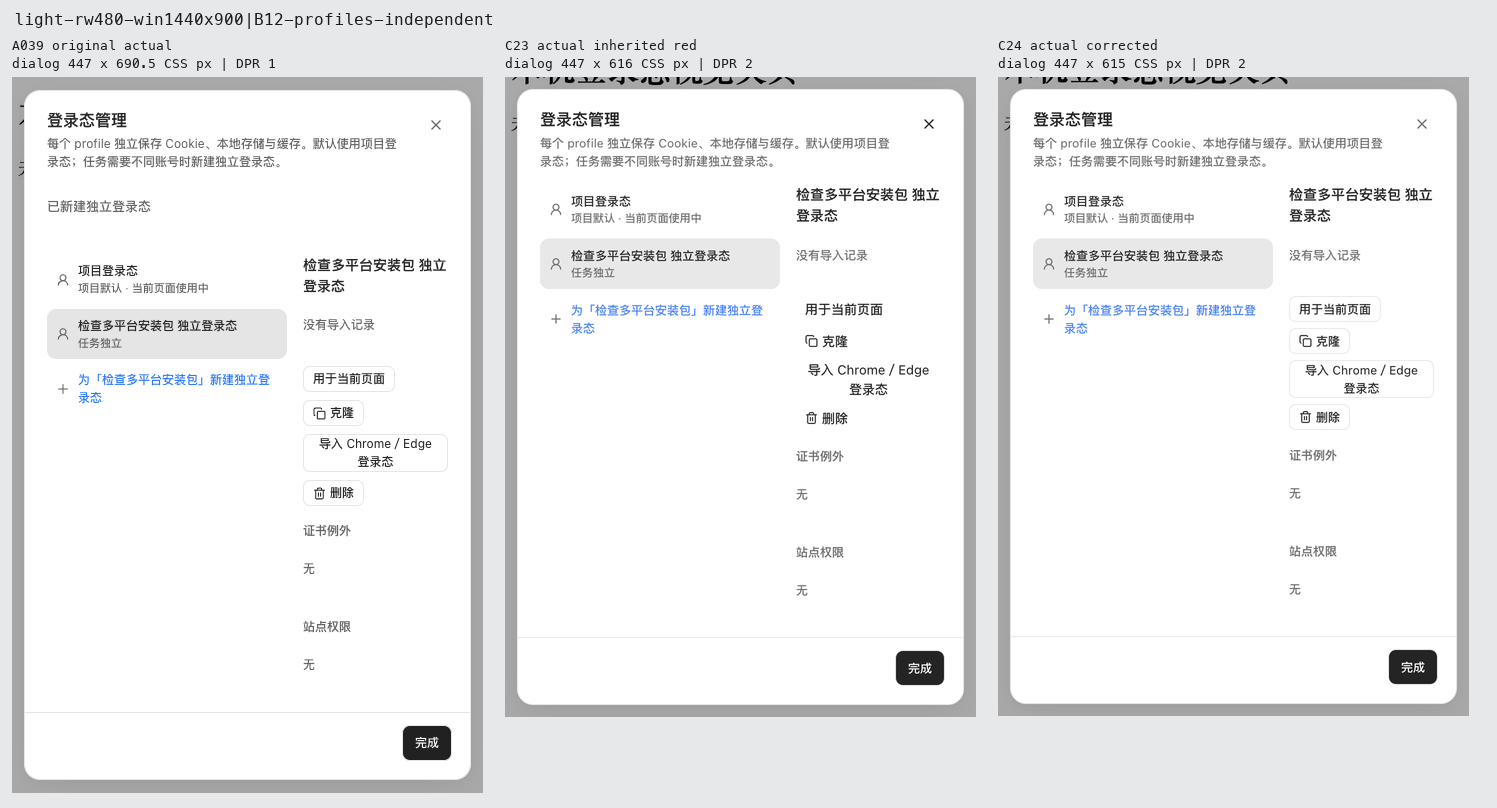 light-rw480-win1440x900|B12-profiles-independent
A039 original actual
dialog 447 x 690.5 CSS px | DPR 1
登录态管理
每个 profile 独立保存 Cookie、本地存储与缓存。默认使用项目登
录态；任务需要不同账号时新建独立登录态。
已新建独立登录态
项目登录态
项目默认 · 当前页面使用中
检查多平台安装包 独立登录态
任务独立
为「检查多平台安装包」新建独立登
录态
检查多平台安装包 独立
登录态
没有导入记录
用于当前页面
克隆
导入 Chrome / Edge
登录态
删除
证书例外
无
站点权限
无
完成
C23 actual inherited red
dialog 447 x 616 CSS px | DPR 2
登录态管理
每个 profile 独立保存 Cookie、本地存储与缓存。默认使用项目登
录态；任务需要不同账号时新建独立登录态。
项目登录态
项目默认 · 当前页面使用中
检查多平台安装包 独立登录态
任务独立
为「检查多平台安装包」新建独立登
录态
检查多平台安装包 独立
登录态
没有导入记录
用于当前页面
克隆
导入 Chrome / Edge
登录态
删除
证书例外
无
站点权限
无
完成
C24 actual corrected
dialog 447 x 615 CSS px | DPR 2
登录态管理
每个 profile 独立保存 Cookie、本地存储与缓存。默认使用项目登
录态；任务需要不同账号时新建独立登录态。
项目登录态
项目默认 · 当前页面使用中
检查多平台安装包 独立登录态
任务独立
为「检查多平台安装包」新建独立登
录态
检查多平台安装包 独立
登录态
没有导入记录
用于当前页面
克隆
导入 Chrome / Edge
登录态
删除
证书例外
无
站点权限
无
完成